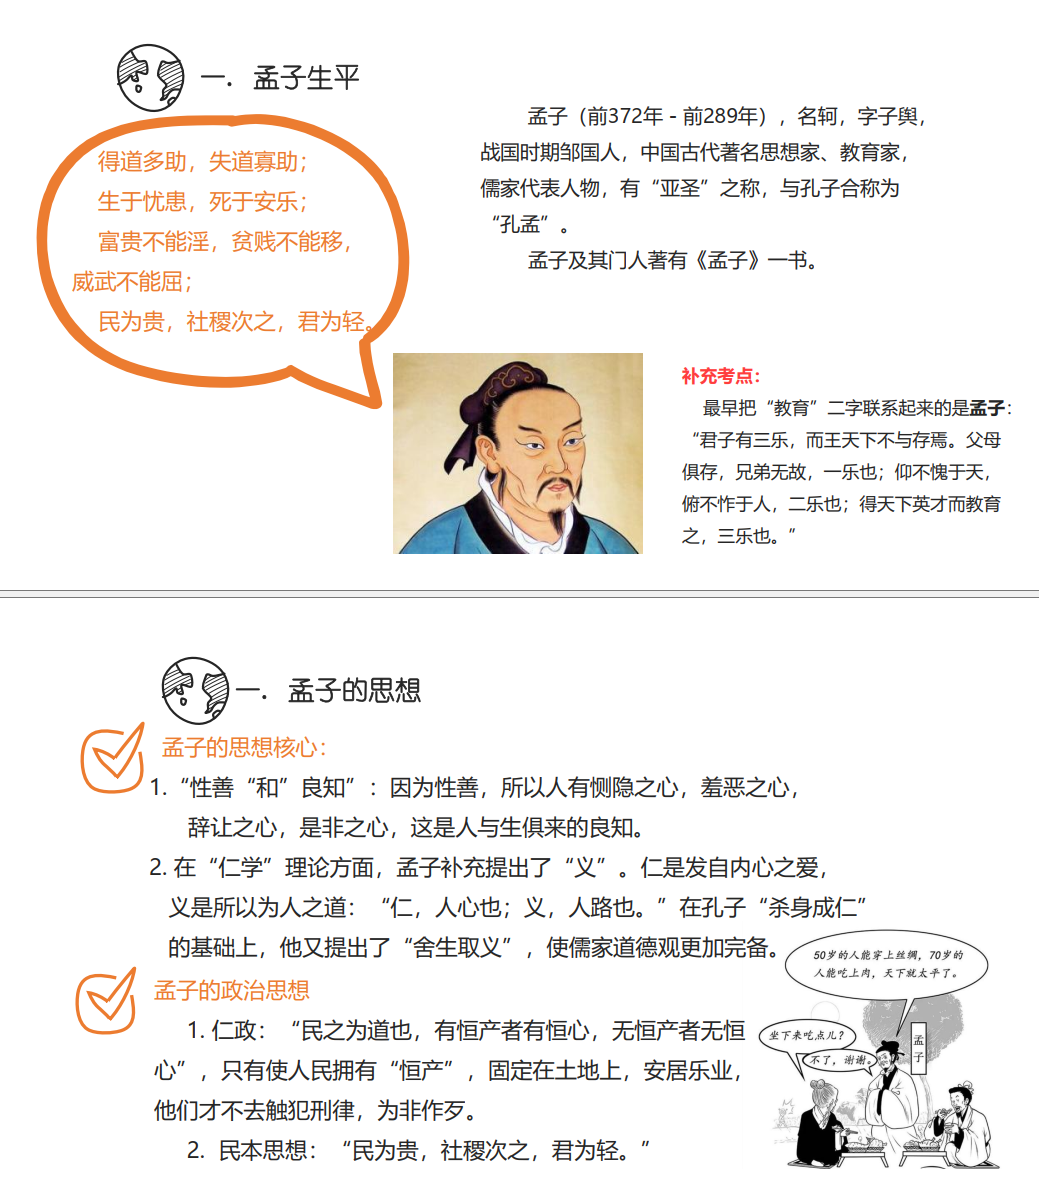 一. 孟子生平
得道多助，失道寡助；
生于忧患，死于安乐；
富贵不能淫，贫贱不能移，
威武不能屈；
民为贵，社稷次之，君为轻。
孟子（前372年 - 前289年），名轲，字子舆，
战国时期邹国人，中国古代著名思想家、教育家，
儒家代表人物，有“亚圣”之称，与孔子合称为
“孔孟”。
孟子及其门人著有《孟子》一书。
补充考点：
最早把“教育”二字联系起来的是孟子：
“君子有三乐，而王天下不与存焉。父母
俱存，兄弟无故，一乐也；仰不愧于天，
俯不怍于人，二乐也；得天下英才而教育
之，三乐也。”
一. 孟子的思想
孟子的思想核心：
1.“性善“和”良知”：因为性善，所以人有恻隐之心，羞恶之心，
辞让之心，是非之心，这是人与生俱来的良知。
2. 在“仁学”理论方面，孟子补充提出了“义”。仁是发自内心之爱，
义是所以为人之道：“仁，人心也；义，人路也。”在孔子“杀身成仁”
的基础上，他又提出了“舍生取义”，使儒家道德观更加完备。
孟子的政治思想
1. 仁政：“民之为道也，有恒产者有恒心，无恒产者无恒
心”，只有使人民拥有“恒产”，固定在土地上，安居乐业，
他们才不去触犯刑律，为非作歹。
2. 民本思想：“民为贵，社稷次之，君为轻。”
50岁的人能穿上丝绸，70岁的
人能吃上肉，天下就太平了。
坐下来吃点儿？
不了，谢谢。
孟子